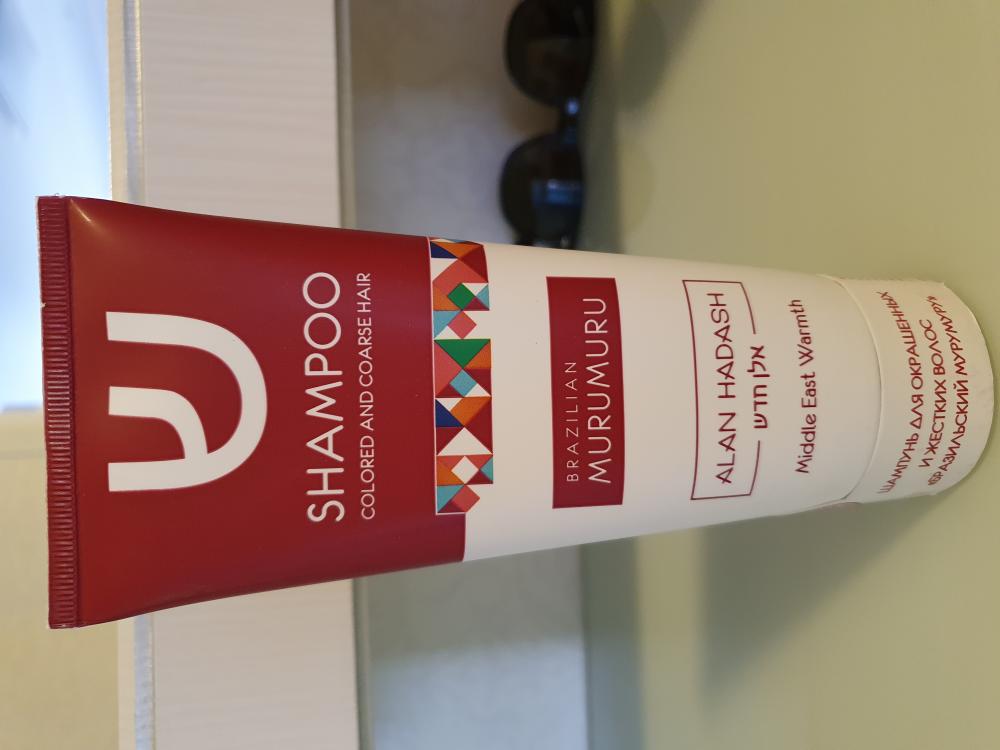 ש
SHAMPOO
COLORED AND COARSE HAIR
BRAZILIAN
MURUMURU
ALAN HADASH
אלן חדש
Middle East Warmth
ШАМПУНЬ ДЛЯ ОКРАШЕННЫХ
И ЖЕСТКИХ ВОЛОС
«БРАЗИЛЬСКИЙ МУРУМУРУ»